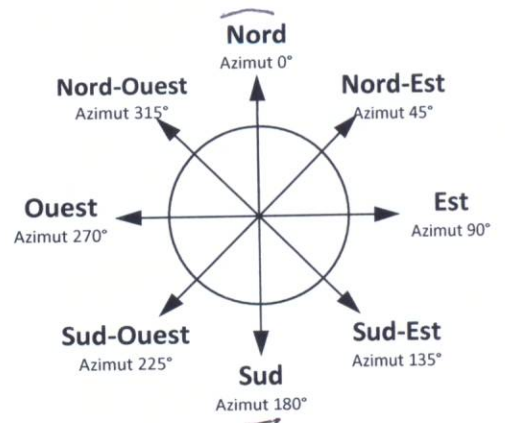 Nord
Azimut 0°
Nord-Ouest
Azimut 315°
Nord-Est
Azimut 45°
Ouest
Azimut 270°
Est
Azimut 90°
Sud-Ouest
Azimut 225°
Sud-Est
Azimut 135°
Sud
Azimut 180°